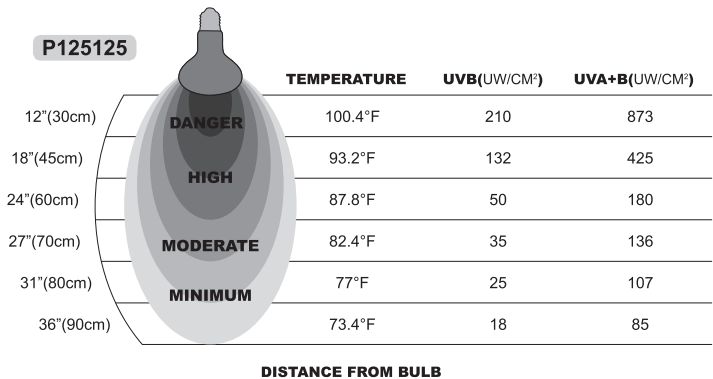 P125125
TEMPERATURE UVB(UW/CM²) UVA+B(UW/CM²)
12”(30cm) DANGER 100.4°F 210 873
18”(45cm) HIGH 93.2°F 132 425
24”(60cm) 87.8°F 50 180
27”(70cm) MODERATE 82.4°F 35 136
31”(80cm) MINIMUM 77°F 25 107
36”(90cm) 73.4°F 18 85
DISTANCE FROM BULB